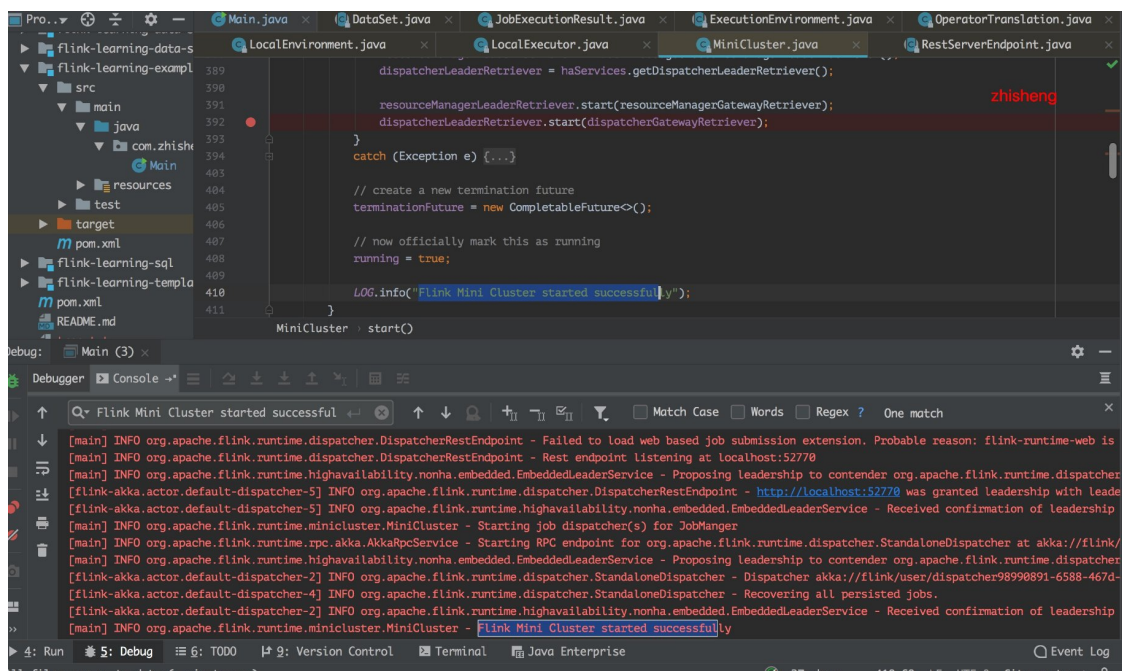 Pro..
Main.java
DataSet.java
JobExecutionResult.java
ExecutionEnvironment.java
OperatorTranslation.java
LocalEnvironment.java
LocalExecutor.java
MiniCluster.java
RestServerEndpoint.java
flink-learning-data-s
flink-learning-exampl
src
main
java
com.zhishe
Main
resources
test
target
pom.xml
flink-learning-sql
flink-learning-templa
pom.xml
README.md
389 dispatcherLeaderRetriever = haServices.getDispatcherLeaderRetriever();
390
zhisheng
391 resourceManagerLeaderRetriever.start(resourceManagerGatewayRetriever);
392 dispatcherLeaderRetriever.start(dispatcherGatewayRetriever);
393 }
394 catch (Exception e) {...}
403
404 // create a new termination future
405 terminationFuture = new CompletableFuture<>();
406
407 // now officially mark this as running
408 running = true;
409
410 LOG.info("Flink Mini Cluster started successfully");
411 }
MiniCluster › start()
Debug: Main (3)
Debugger Console
Flink Mini Cluster started successful Match Case Words Regex ? One match
[main] INFO org.apache.flink.runtime.dispatcher.DispatcherRestEndpoint - Failed to load web based job submission extension. Probable reason: flink-runtime-web is
[main] INFO org.apache.flink.runtime.dispatcher.DispatcherRestEndpoint - Rest endpoint listening at localhost:52770
[main] INFO org.apache.flink.runtime.highavailability.nonha.embedded.EmbeddedLeaderService - Proposing leadership to contender org.apache.flink.runtime.dispatcher
[flink-akka.actor.default-dispatcher-5] INFO org.apache.flink.runtime.dispatcher.DispatcherRestEndpoint - http://localhost:52770 was granted leadership with leade
[flink-akka.actor.default-dispatcher-5] INFO org.apache.flink.runtime.highavailability.nonha.embedded.EmbeddedLeaderService - Received confirmation of leadership
[main] INFO org.apache.flink.runtime.minicluster.MiniCluster - Starting job dispatcher(s) for JobManger
[main] INFO org.apache.flink.runtime.rpc.akka.AkkaRpcService - Starting RPC endpoint for org.apache.flink.runtime.dispatcher.StandaloneDispatcher at akka://flink/
[main] INFO org.apache.flink.runtime.highavailability.nonha.embedded.EmbeddedLeaderService - Proposing leadership to contender org.apache.flink.runtime.dispatcher
[flink-akka.actor.default-dispatcher-2] INFO org.apache.flink.runtime.dispatcher.StandaloneDispatcher - Dispatcher akka://flink/user/dispatcher98990891-6588-467d-
[flink-akka.actor.default-dispatcher-4] INFO org.apache.flink.runtime.dispatcher.StandaloneDispatcher - Recovering all persisted jobs.
[flink-akka.actor.default-dispatcher-2] INFO org.apache.flink.runtime.highavailability.nonha.embedded.EmbeddedLeaderService - Received confirmation of leadership
[main] INFO org.apache.flink.runtime.minicluster.MiniCluster - Flink Mini Cluster started successfully
4: Run 5: Debug 6: TODO 9: Version Control Terminal Java Enterprise Event Log